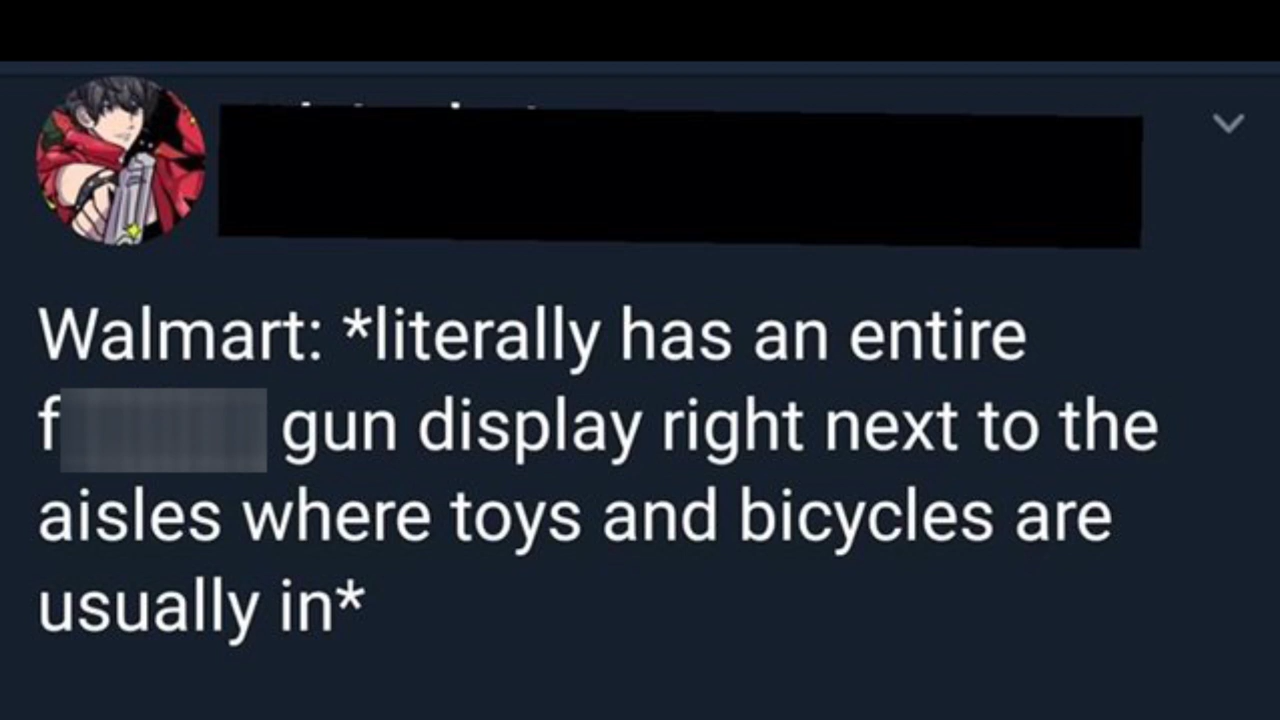 Walmart: *literally has an entire
f gun display right next to the
aisles where toys and bicycles are
usually in*